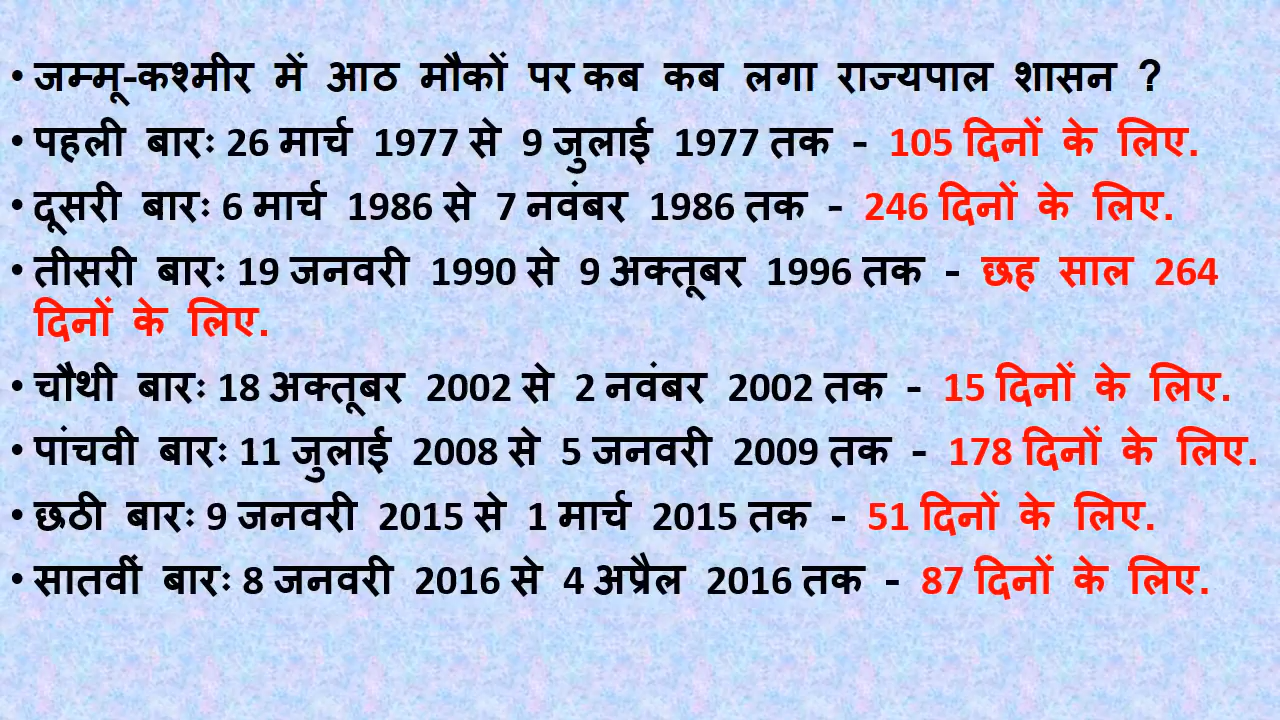 • जम्मू-कश्मीर में आठ मौकों पर कब कब लगा राज्यपाल शासन ?
• पहली बारः 26 मार्च 1977 से 9 जुलाई 1977 तक - 105 दिनों के लिए.
• दूसरी बारः 6 मार्च 1986 से 7 नवंबर 1986 तक - 246 दिनों के लिए.
• तीसरी बारः 19 जनवरी 1990 से 9 अक्तूबर 1996 तक - छह साल 264
दिनों के लिए.
• चौथी बारः 18 अक्तूबर 2002 से 2 नवंबर 2002 तक - 15 दिनों के लिए.
• पांचवी बारः 11 जुलाई 2008 से 5 जनवरी 2009 तक - 178 दिनों के लिए.
• छठी बारः 9 जनवरी 2015 से 1 मार्च 2015 तक - 51 दिनों के लिए.
• सातवीं बारः 8 जनवरी 2016 से 4 अप्रैल 2016 तक - 87 दिनों के लिए.